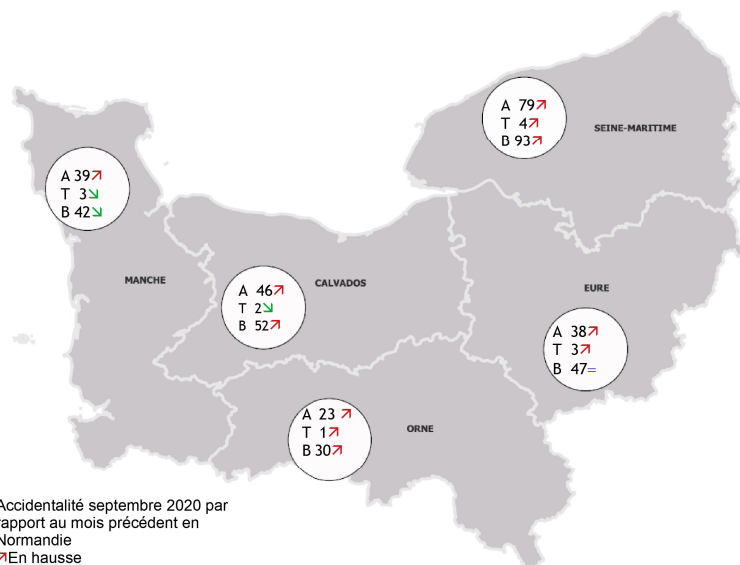 A 79↗
T 4↗
B 93↗
SEINE-MARITIME
A 39↗
T 3↘
B 42↘
MANCHE
A 46↗
T 2↘
B 52↗
CALVADOS
EURE
A 38↗
T 3↗
B 47=
A 23 ↗
T 1↗
B 30↗
ORNE
Accidentalité septembre 2020 par
rapport au mois précédent en
Normandie
↗En hausse